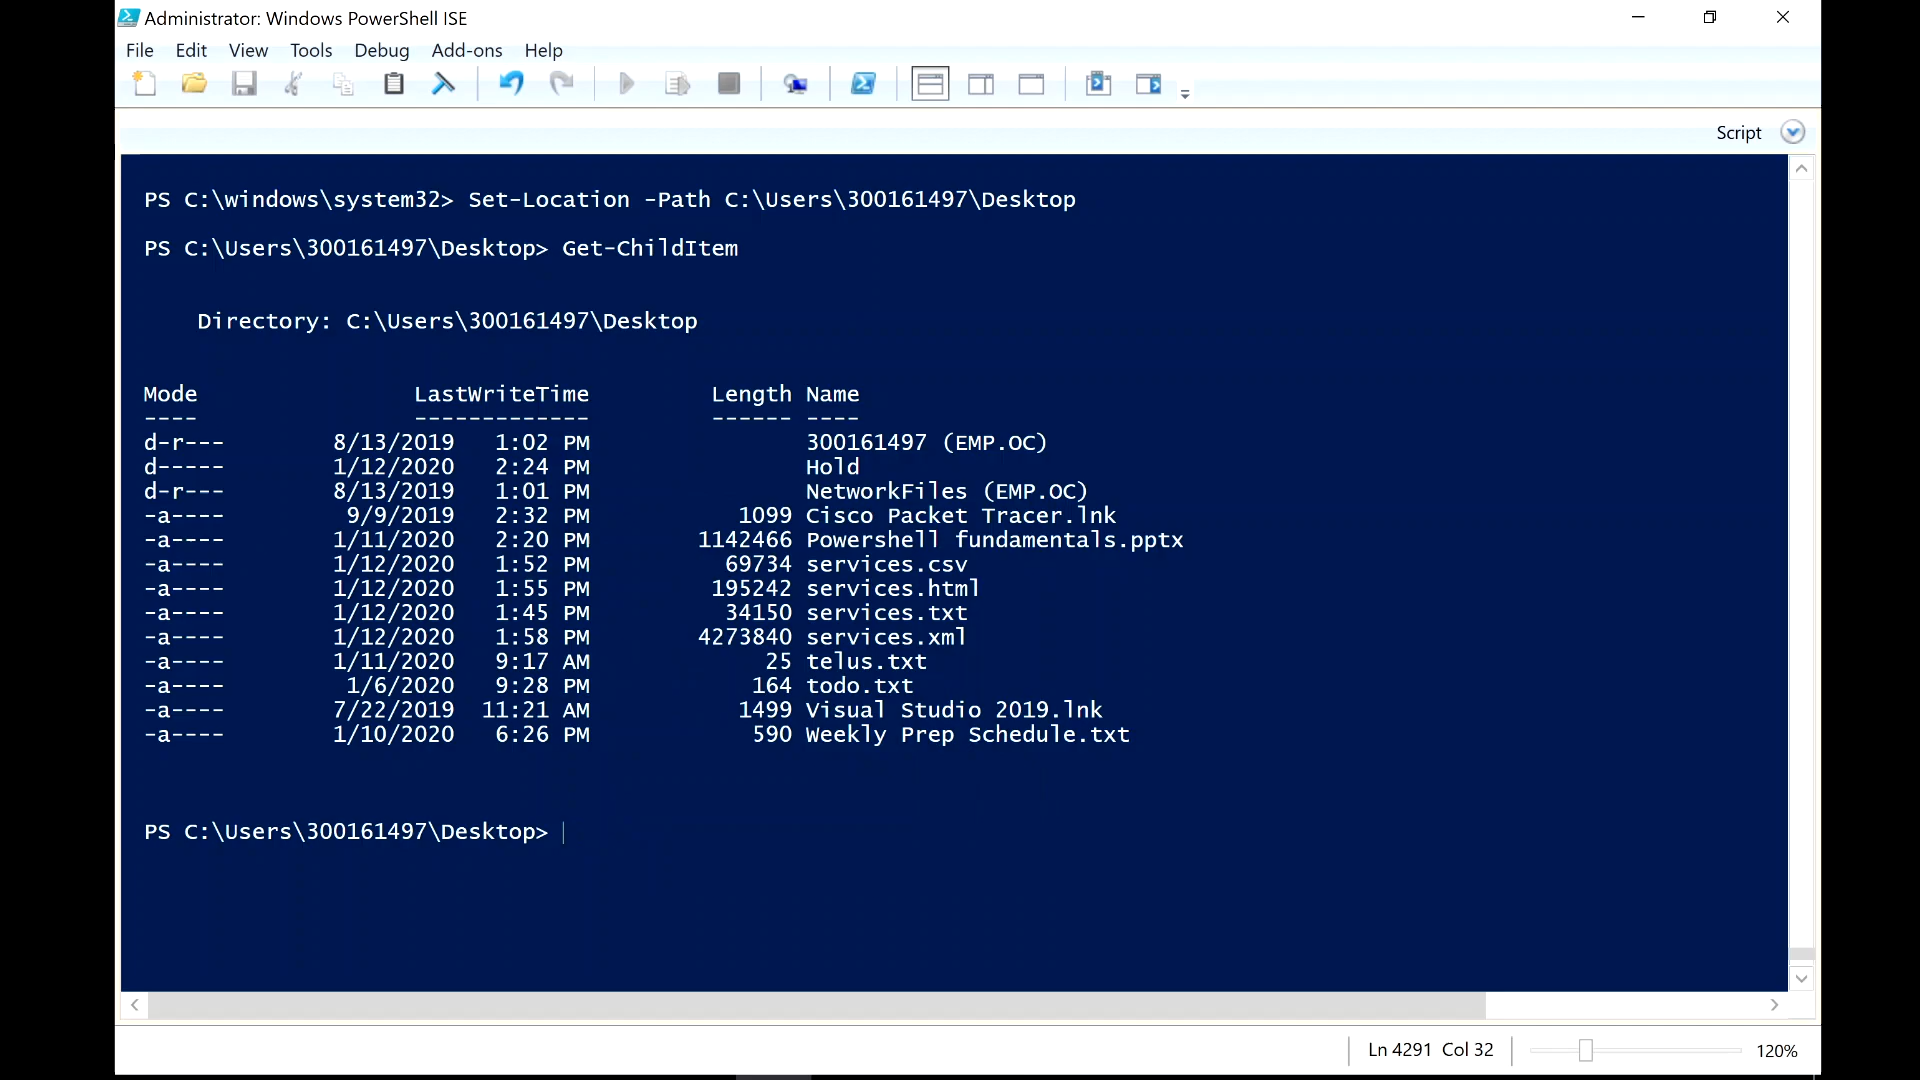 Administrator: Windows PowerShell ISE
File Edit View Tools Debug Add-ons Help
Script
PS C:\windows\system32> Set-Location -Path C:\Users\300161497\Desktop
PS C:\Users\300161497\Desktop> Get-ChildItem
Directory: C:\Users\300161497\Desktop
Mode LastWriteTime Length Name
---- ------------- ------ ----
d-r--- 8/13/2019 1:02 PM 300161497 (EMP.OC)
d----- 1/12/2020 2:24 PM Hold
d-r--- 8/13/2019 1:01 PM NetworkFiles (EMP.OC)
-a---- 9/9/2019 2:32 PM 1099 Cisco Packet Tracer.lnk
-a---- 1/11/2020 2:20 PM 1142466 Powershell fundamentals.pptx
-a---- 1/12/2020 1:52 PM 69734 services.csv
-a---- 1/12/2020 1:55 PM 195242 services.html
-a---- 1/12/2020 1:45 PM 34150 services.txt
-a---- 1/12/2020 1:58 PM 4273840 services.xml
-a---- 1/11/2020 9:17 AM 25 telus.txt
-a---- 1/6/2020 9:28 PM 164 todo.txt
-a---- 7/22/2019 11:21 AM 1499 Visual Studio 2019.lnk
-a---- 1/10/2020 6:26 PM 590 Weekly Prep Schedule.txt
PS C:\Users\300161497\Desktop>
Ln 4291 Col 32 120%